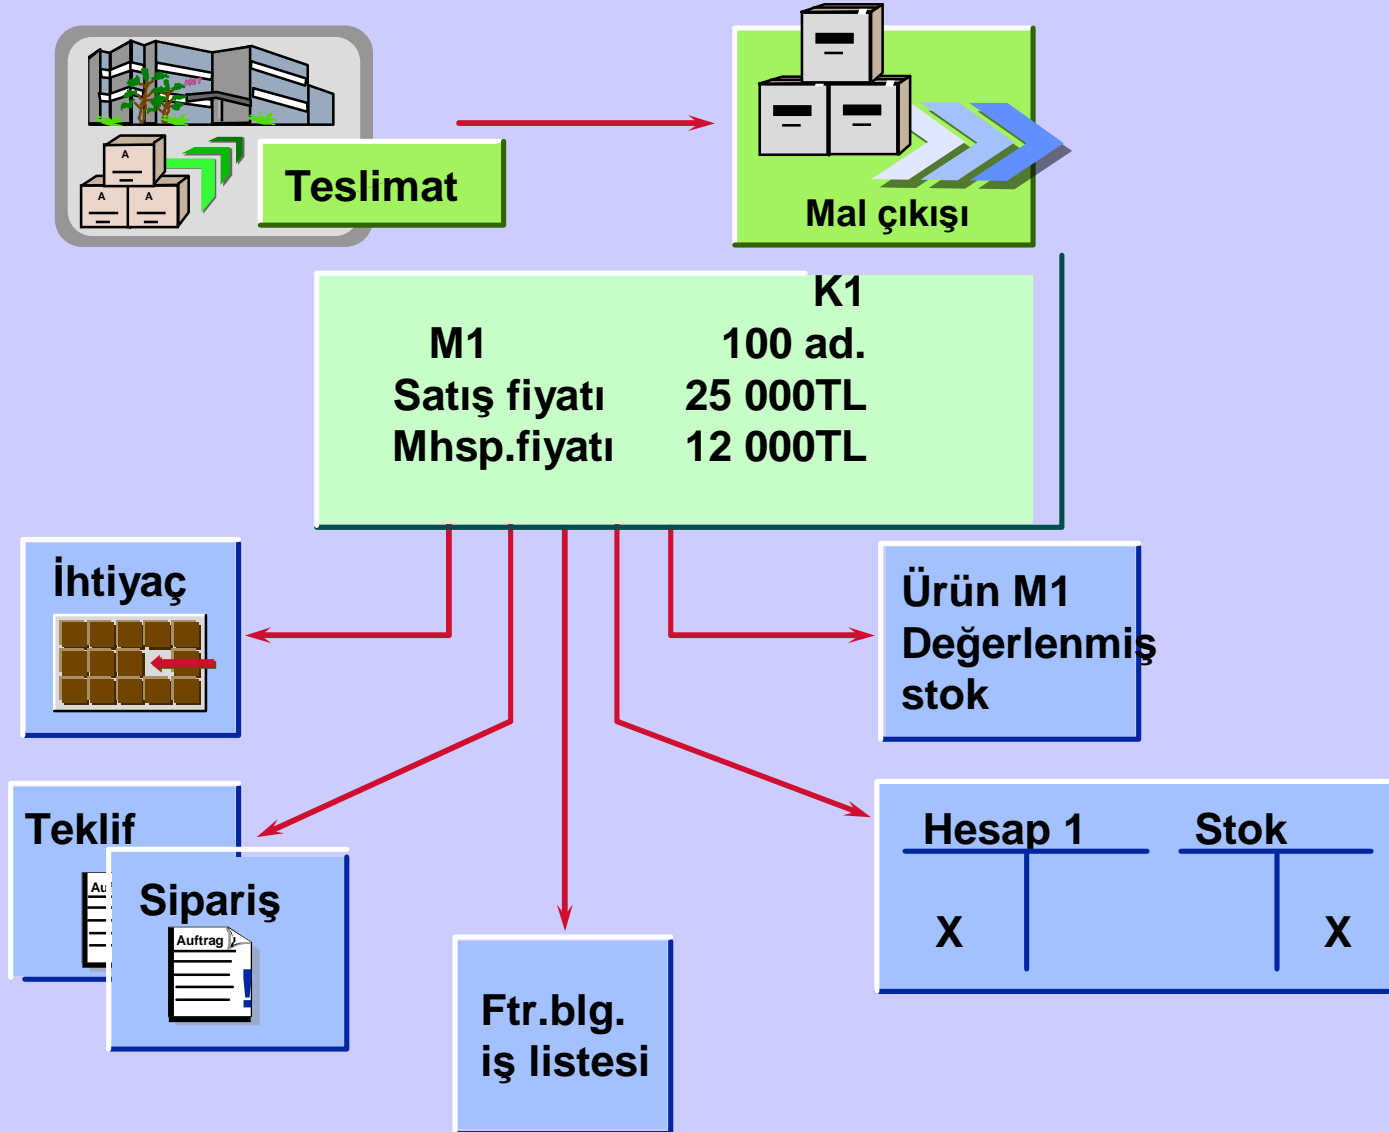 A
A
A
Teslimat
Mal çıkışı
K1
M1 100 ad.
Satış fiyatı 25 000TL
Mhsp.fiyatı 12 000TL
İhtiyaç
Ürün M1
Değerlenmiş
stok
Teklif
Au
Sipariş
Auftrag
!
Ftr.blg.
iş listesi
Hesap 1 Stok
X X